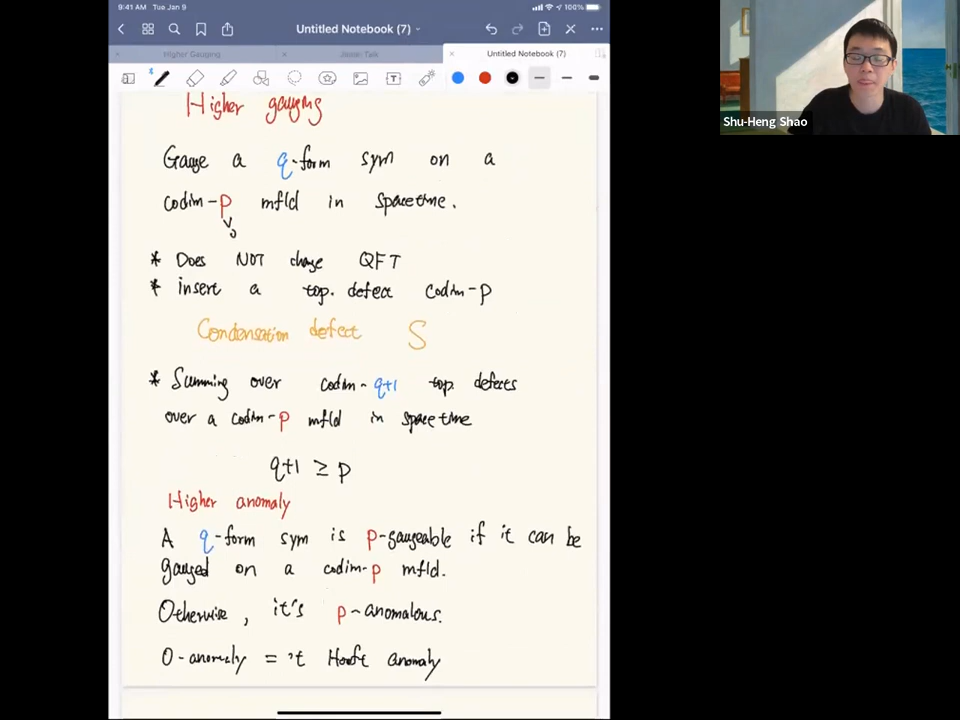 9:41 AM Tue Jan 9
100%
Untitled Notebook (7)
Higher Gauging
Untitled Notebook (7)
Higher gauging
Gauge a q-form sym on a
codim-p mfld in spacetime.
* Does NOT change QFT
* insert a top. defect codim-p
Condensation defect S
* Summing over codim-q+1 top. defects
over a codim-p mfld in spacetime
q+1 ≥ p
Higher anomaly
A q-form sym is p-gaugeable if it can be
gauged on a codim-p mfld.
Otherwise, it's p-anomalous.
0-anomaly = 't Hooft anomaly
Shu-Heng Shao